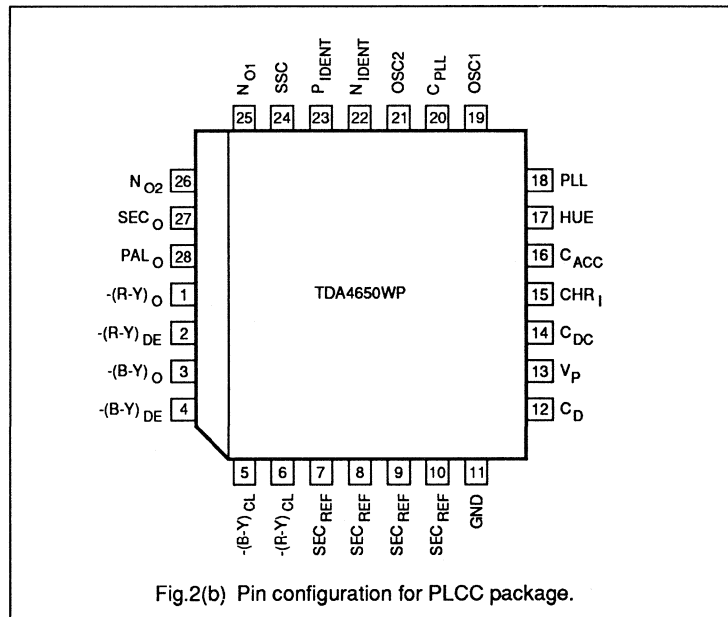 N O1 SSC P IDENT N IDENT OSC2 C PLL OSC1
25 24 23 22 21 20 19
N O2 26
SEC O 27
PAL O 28
-(R-Y) O 1
-(R-Y) DE 2
-(B-Y) O 3
-(B-Y) DE 4
TDA4650WP
18 PLL
17 HUE
16 C ACC
15 CHR I
14 C DC
13 V P
12 C D
5 6 7 8 9 10 11
-(B-Y) CL -(R-Y) CL SEC REF SEC REF SEC REF SEC REF GND
Fig.2(b) Pin configuration for PLCC package.